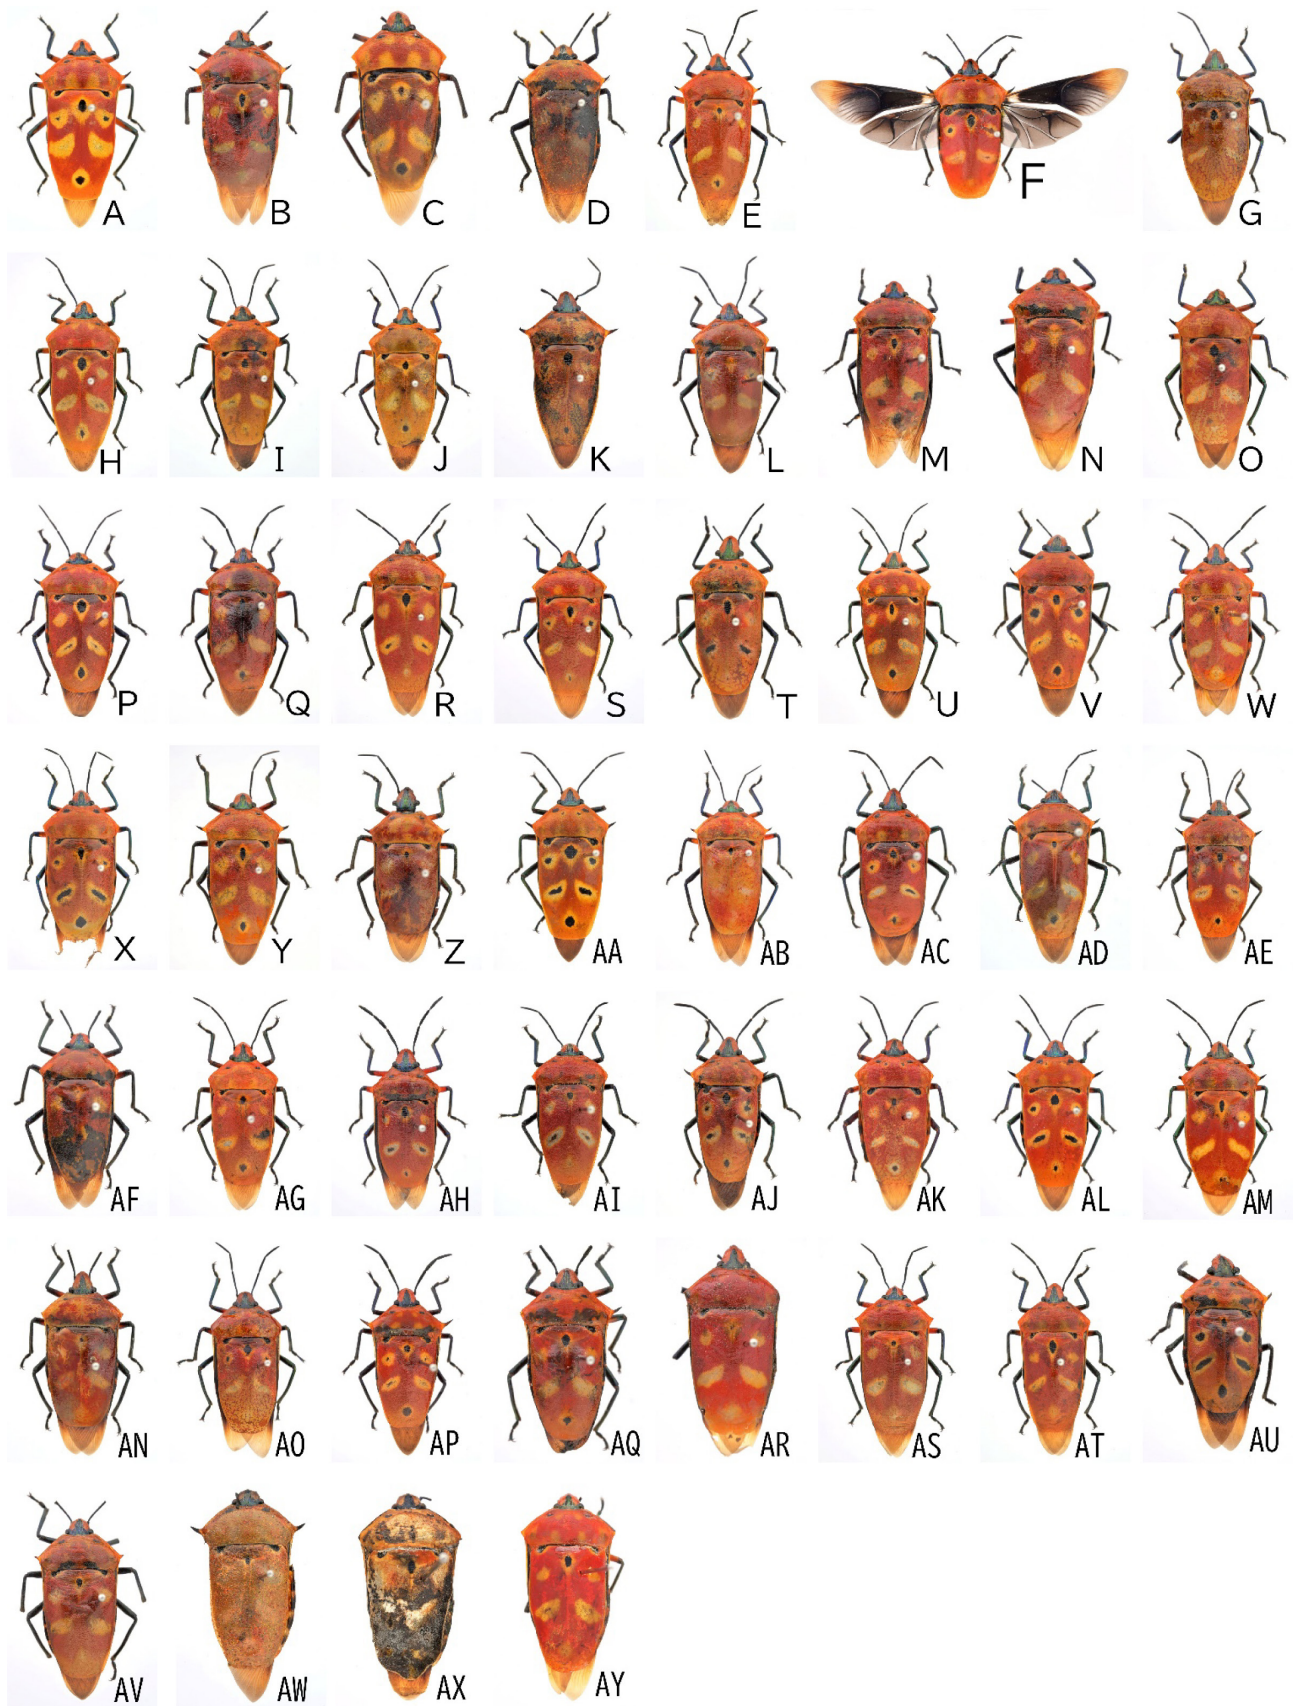 A B C D E F G
H I J K L M N O
P Q R S T U V W
X Y Z AA AB AC AD AE
AF AG AH AI AJ AK AL AM
AN AO AP AQ AR AS AT AU
AV AW AX AY